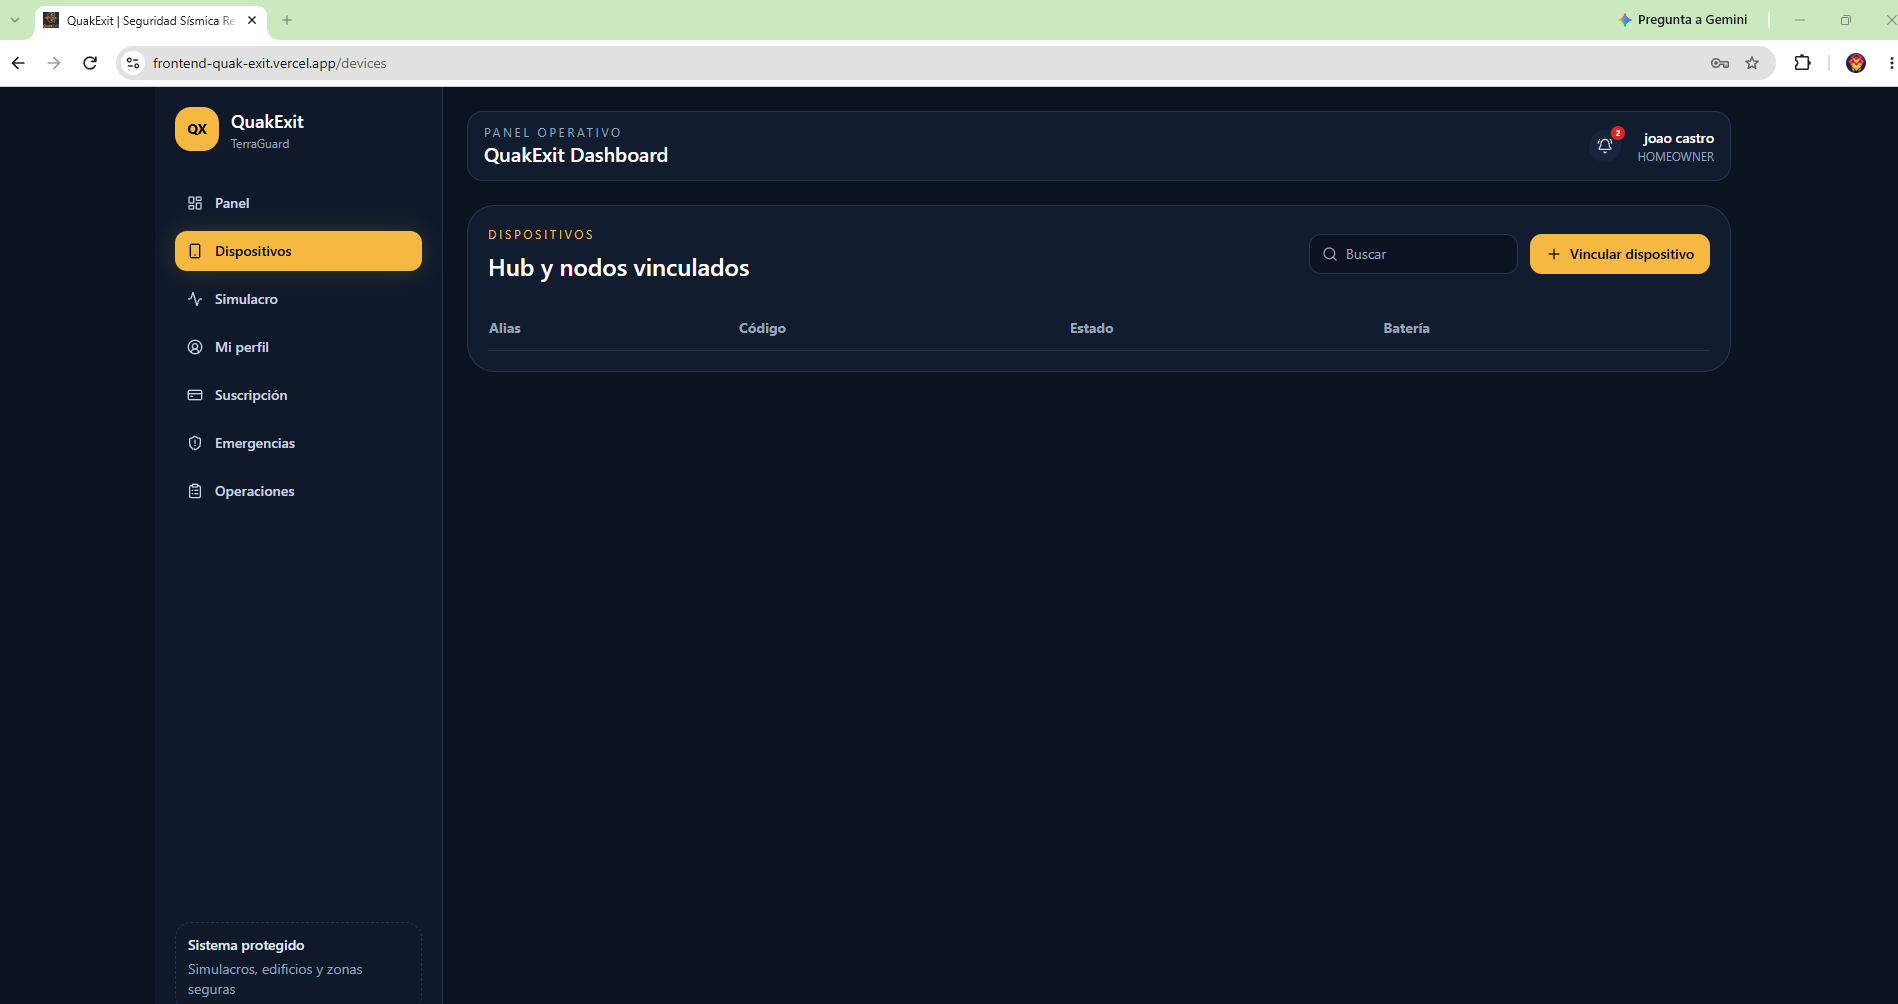 QuakExit | Seguridad Sísmica Re
Pregunta a Gemini
frontend-quak-exit.vercel.app/devices
QX
QuakExit
TerraGuard
Panel
Dispositivos
Simulacro
Mi perfil
Suscripción
Emergencias
Operaciones
Sistema protegido
Simulacros, edificios y zonas
seguras
PANEL OPERATIVO
QuakExit Dashboard
2
joao castro
HOMEOWNER
DISPOSITIVOS
Hub y nodos vinculados
Buscar
Vincular dispositivo
Alias Código Estado Batería